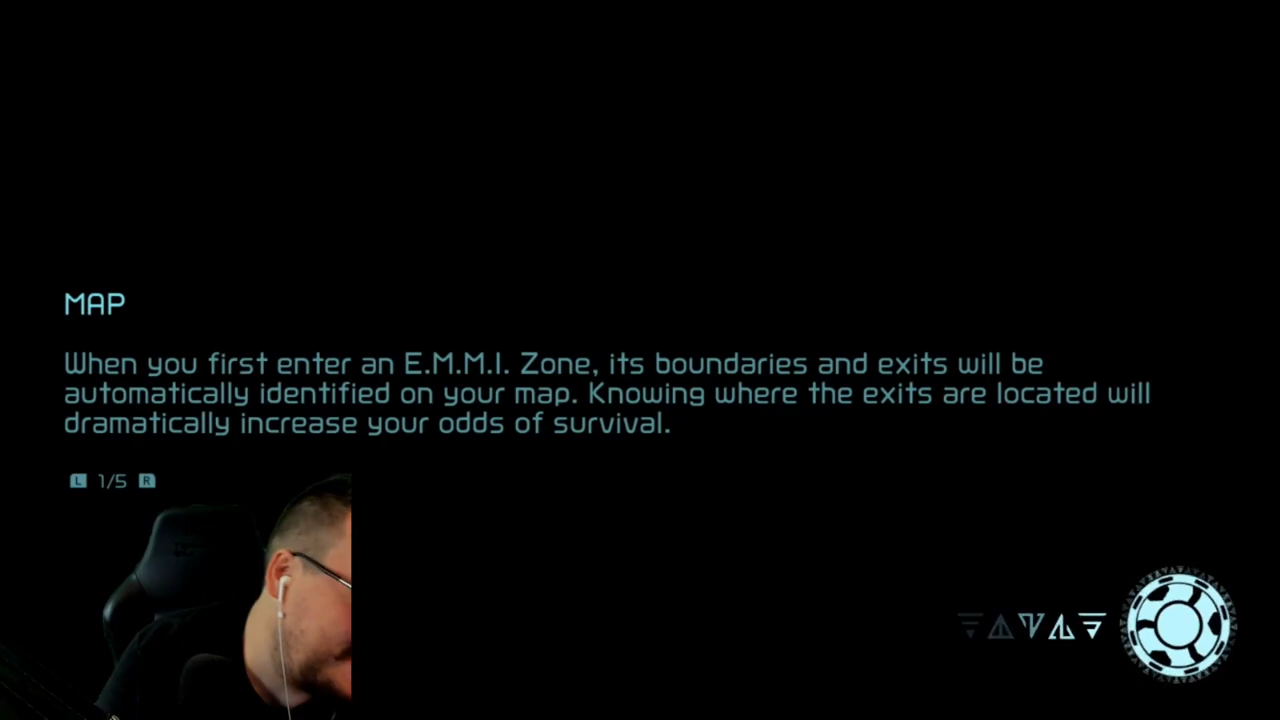 MAP
When you first enter an E.M.M.I. Zone, its boundaries and exits will be
automatically identified on your map. Knowing where the exits are located will
dramatically increase your odds of survival.
L 1/5 R